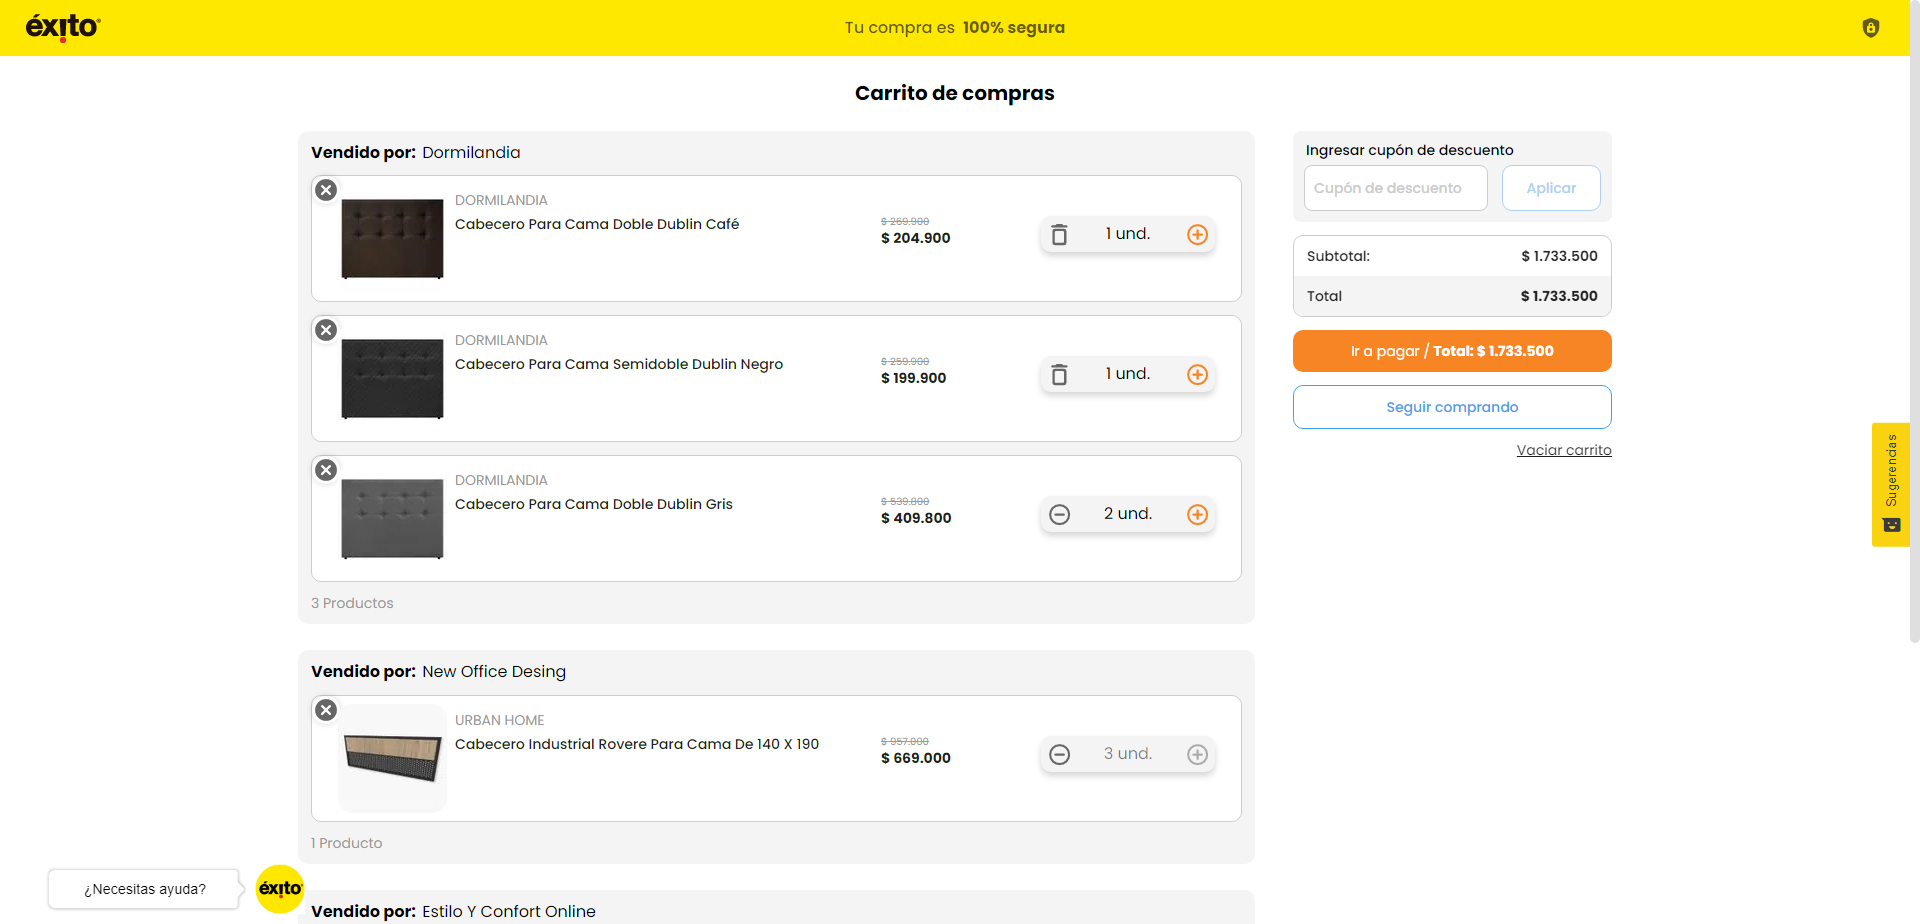 éxito
Tu compra es 100% segura
Carrito de compras
Vendido por: Dormilandia
DORMILANDIA
Cabecero Para Cama Doble Dublin Café
$ 269.900
$ 204.900
1 und.
DORMILANDIA
Cabecero Para Cama Semidoble Dublin Negro
$ 259.900
$ 199.900
1 und.
DORMILANDIA
Cabecero Para Cama Doble Dublin Gris
$ 539.800
$ 409.800
2 und.
3 Productos
Vendido por: New Office Desing
URBAN HOME
Cabecero Industrial Rovere Para Cama De 140 X 190
$ 957.000
$ 669.000
3 und.
1 Producto
Vendido por: Estilo Y Confort Online
Ingresar cupón de descuento
Cupón de descuento
Aplicar
Subtotal: $ 1.733.500
Total $ 1.733.500
Ir a pagar / Total: $ 1.733.500
Seguir comprando
Vaciar carrito
Sugerencias
¿Necesitas ayuda?
éxito